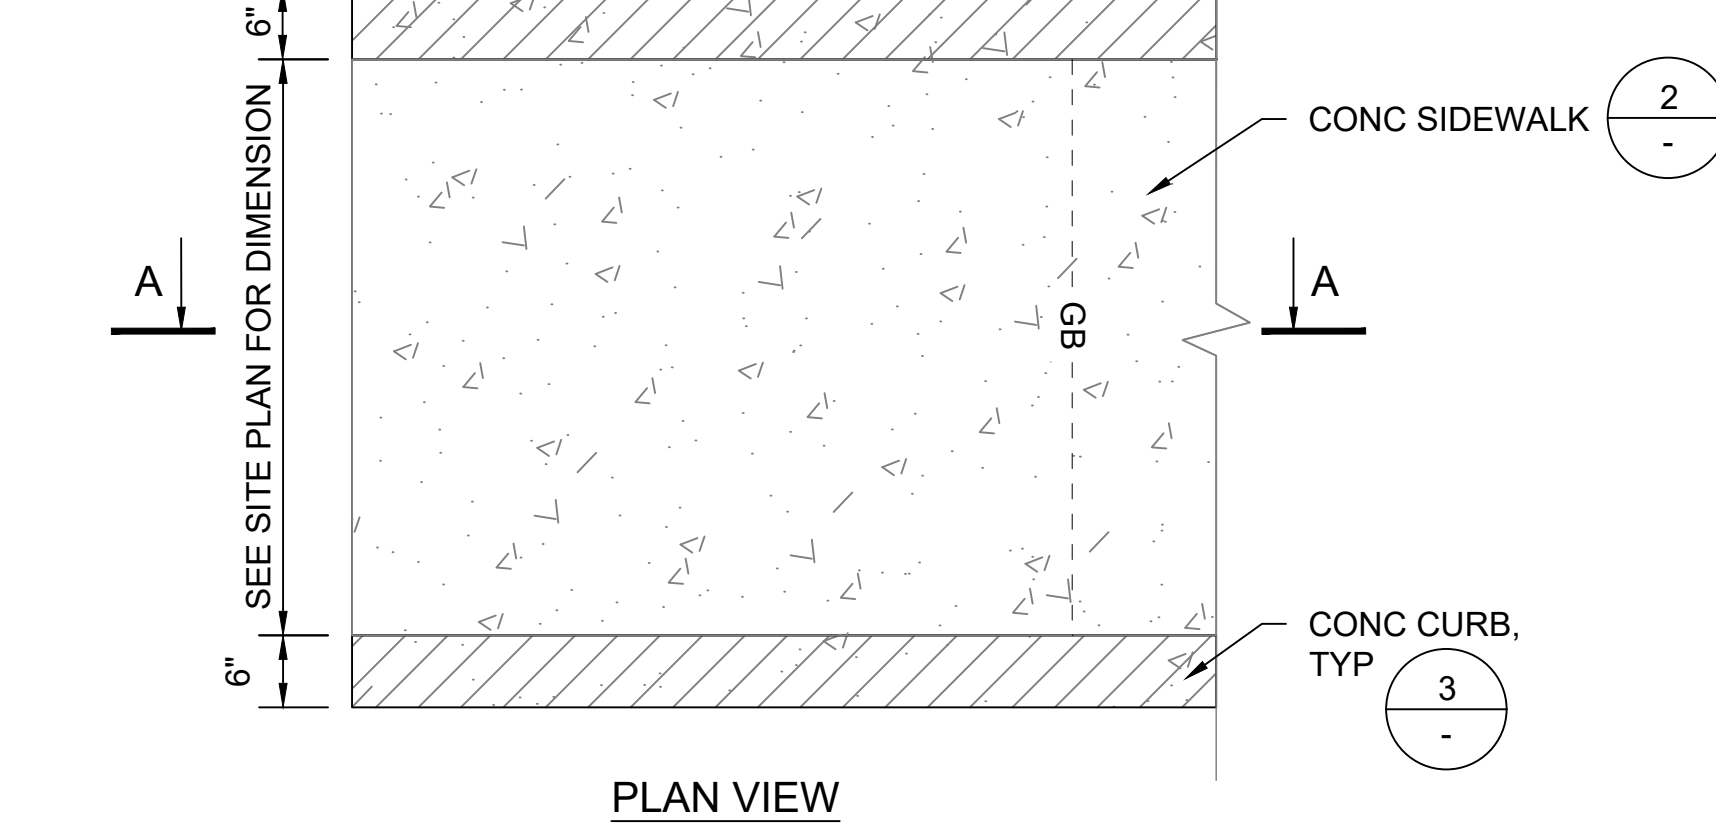 6"
CONC SIDEWALK
2
-
SEE SITE PLAN FOR DIMENSION
A
A
GB
CONC CURB,
TYP
3
-
6"
PLAN VIEW